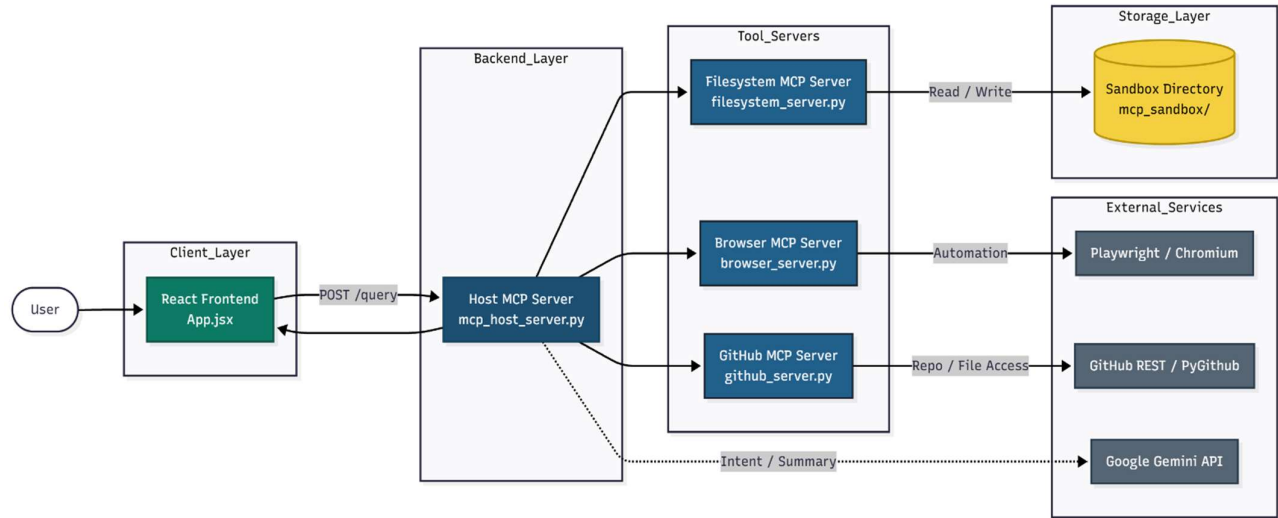 User
Client_Layer
React Frontend
App.jsx
POST /query
Backend_Layer
Host MCP Server
mcp_host_server.py
Tool_Servers
Filesystem MCP Server
filesystem_server.py
Browser MCP Server
browser_server.py
GitHub MCP Server
github_server.py
Read / Write
Automation
Repo / File Access
Intent / Summary
Storage_Layer
Sandbox Directory
mcp_sandbox/
External_Services
Playwright / Chromium
GitHub REST / PyGithub
Google Gemini API